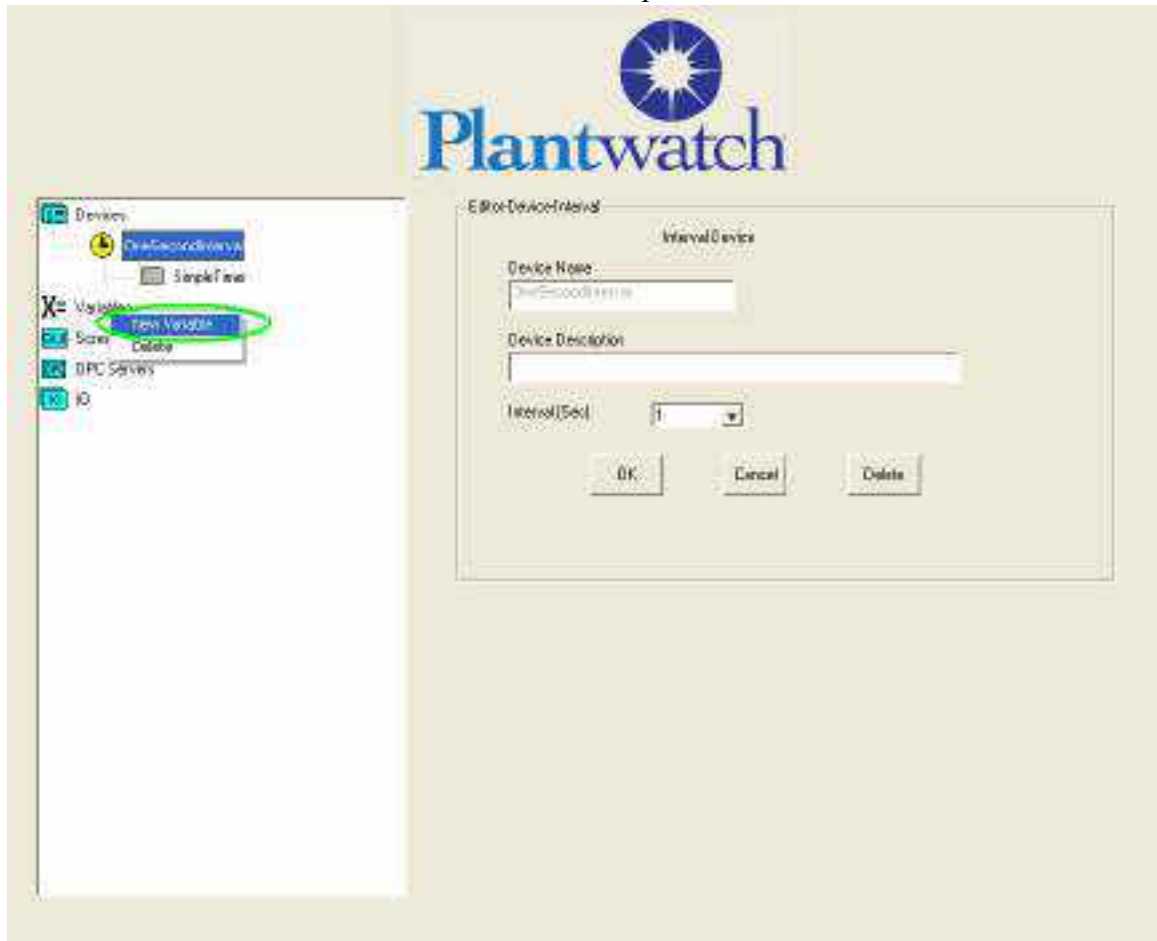 Plantwatch
Devices
OneSecondInterval
SimpleTimer
X= Variables
New Variable
Delete
OPC Servers
IO
Editor-Device-Interval
Interval Device
Device Name
OneSecondInterval
Device Description
Interval(Sec)
1
OK
Cancel
Delete